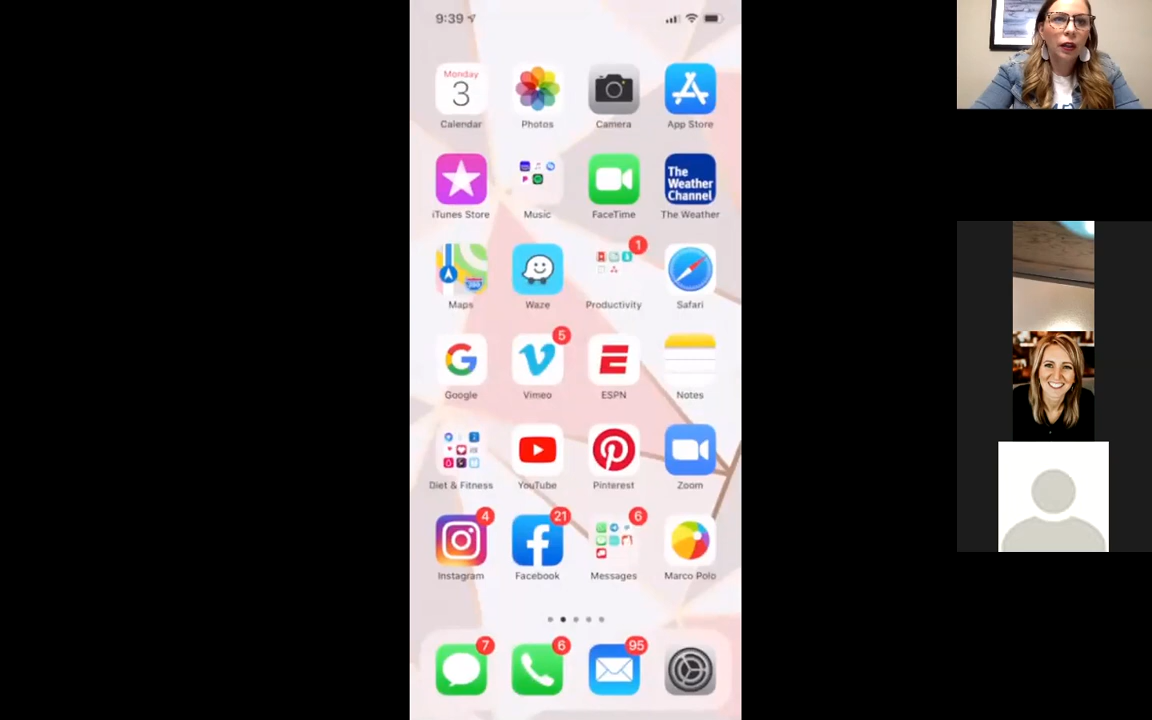 9:39
Monday
3
Calendar
Photos
Camera
App Store
iTunes Store
Music
FaceTime
The
Weather
Channel
The Weather
280
Maps
Waze
1
Productivity
Safari
Google
5
Vimeo
ESPN
Notes
Diet & Fitness
YouTube
Pinterest
Zoom
4
Instagram
21
Facebook
6
Messages
Marco Polo
7
6
95